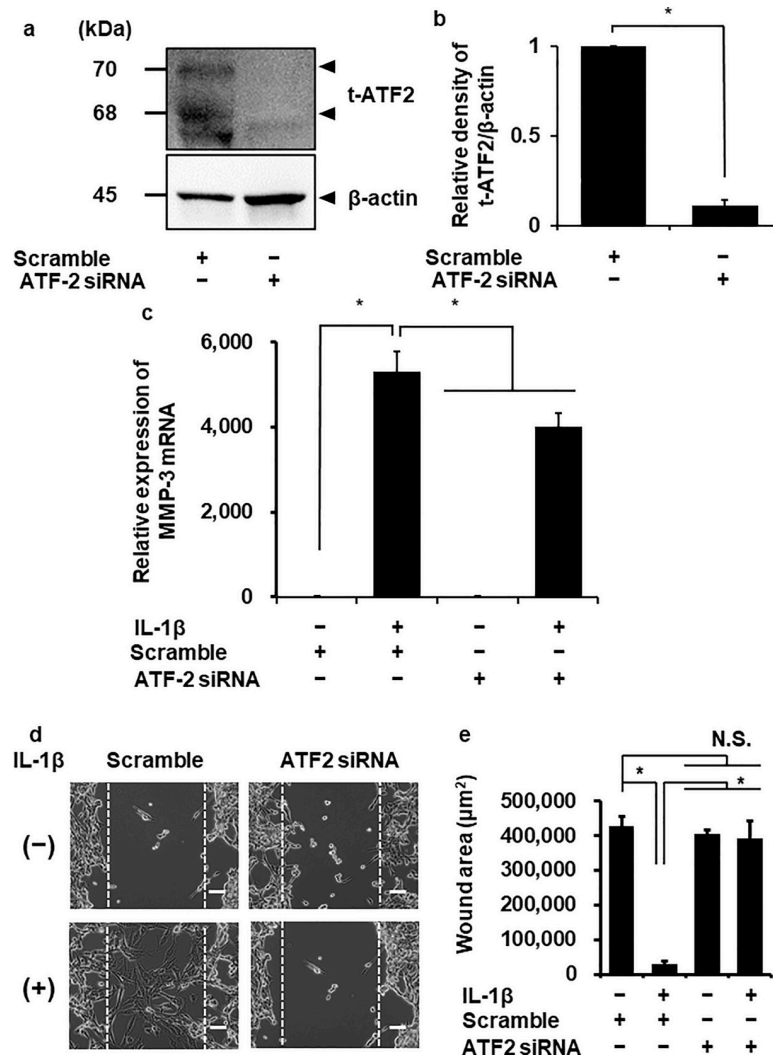 a (kDa)
70
68
45
t-ATF2
β-actin
Scramble + –
ATF-2 siRNA – +
b
Relative density of
t-ATF2/β-actin
1
0.5
0
*
Scramble + –
ATF-2 siRNA – +
c
Relative expression of
MMP-3 mRNA
6,000
4,000
2,000
0
* *
IL-1β – + – +
Scramble + + – –
ATF-2 siRNA – – + +
d
IL-1β Scramble ATF2 siRNA
(–)
(+)
e
N.S.
* *
Wound area (µm²)
500,000
400,000
300,000
200,000
100,000
0
IL-1β – + – +
Scramble + + – –
ATF2 siRNA – – + +